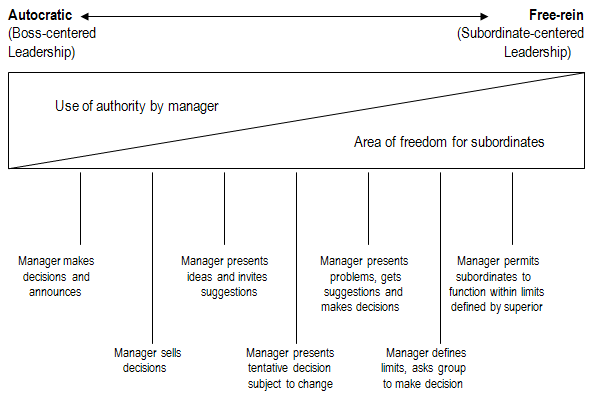 Autocratic
(Boss-centered
Leadership)
Free-rein
(Subordinate-centered
Leadership)
Use of authority by manager
Area of freedom for subordinates
Manager makes
decisions and
announces
Manager sells
decisions
Manager presents
ideas and invites
suggestions
Manager presents
tentative decision
subject to change
Manager presents
problems, gets
suggestions and
makes decisions
Manager defines
limits, asks group
to make decision
Manager permits
subordinates to
function within limits
defined by superior